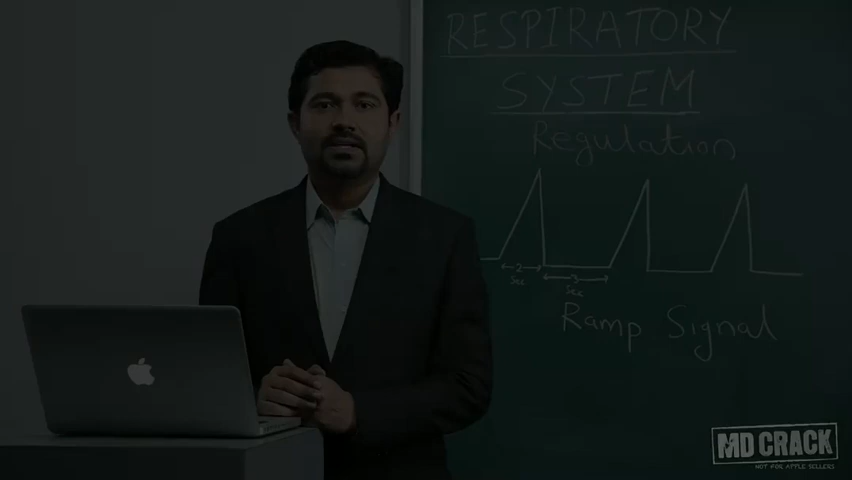 RESPIRATORY
SYSTEM
Regulation
2
Sec
3
Sec
Ramp Signal
MD CRACK
NOT FOR APPLE SELLERS